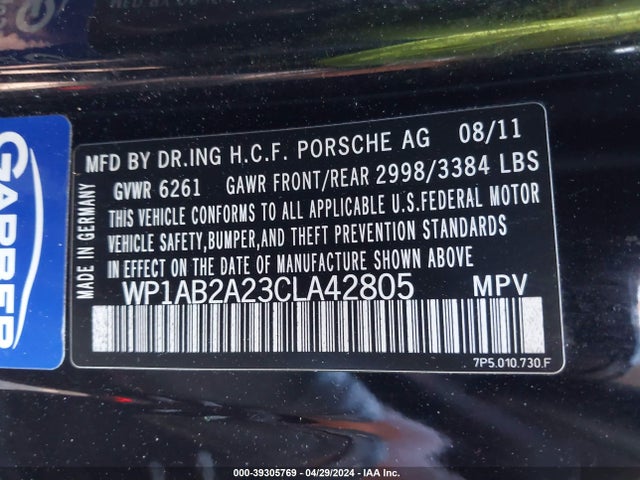 MFD BY DR.ING H.C.F. PORSCHE AG 08/11
GVWR 6261 GAWR FRONT/REAR 2998/3384 LBS
THIS VEHICLE CONFORMS TO ALL APPLICABLE U.S.FEDERAL MOTOR
VEHICLE SAFETY,BUMPER,AND THEFT PREVENTION STANDARDS
IN EFFECT ON THE DATE OF MANUFACTURE SHOWN ABOVE
MADE IN GERMANY
WP1AB2A23CLA42805 MPV
7P5.010.730.F
000-39305769 - 04/29/2024 - IAA Inc.